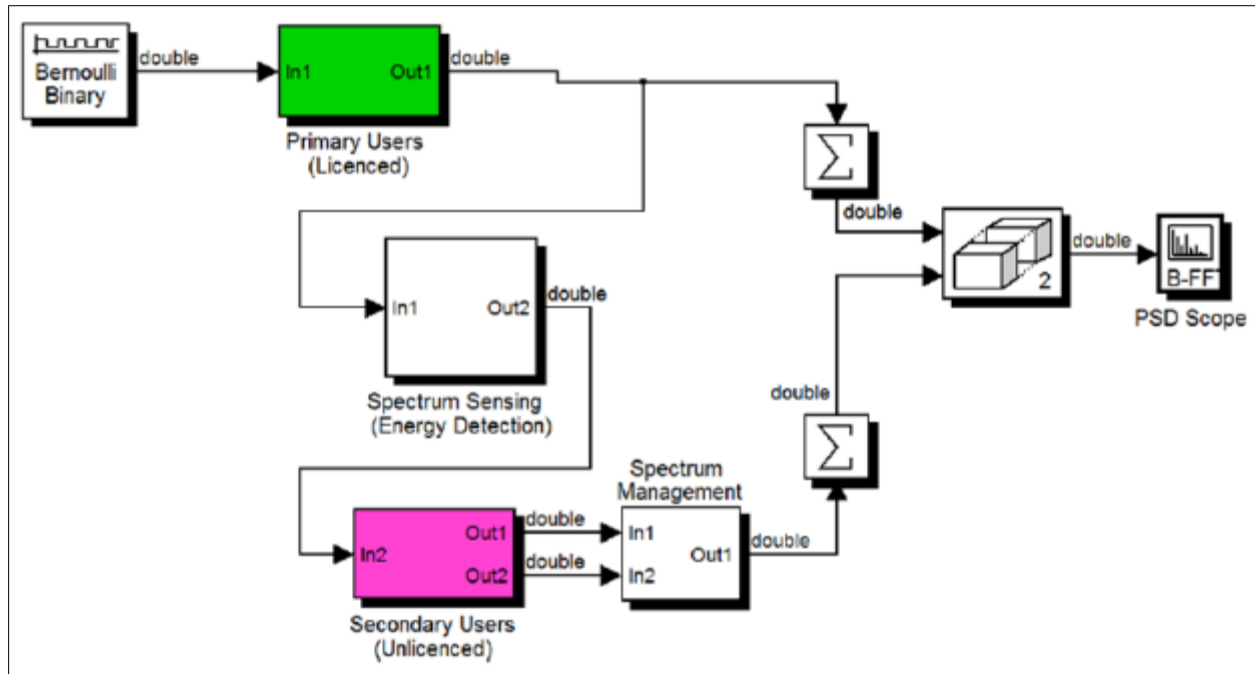 Bernoulli
Binary
double
In1
Out1
double
Primary Users
(Licenced)
double
In1
Out2
double
Spectrum Sensing
(Energy Detection)
2
double
B-FF
PSD Scope
double
In2
Out1
Out2
double
double
Secondary Users
(Unlicenced)
Spectrum
Management
In1
In2
Out1
double